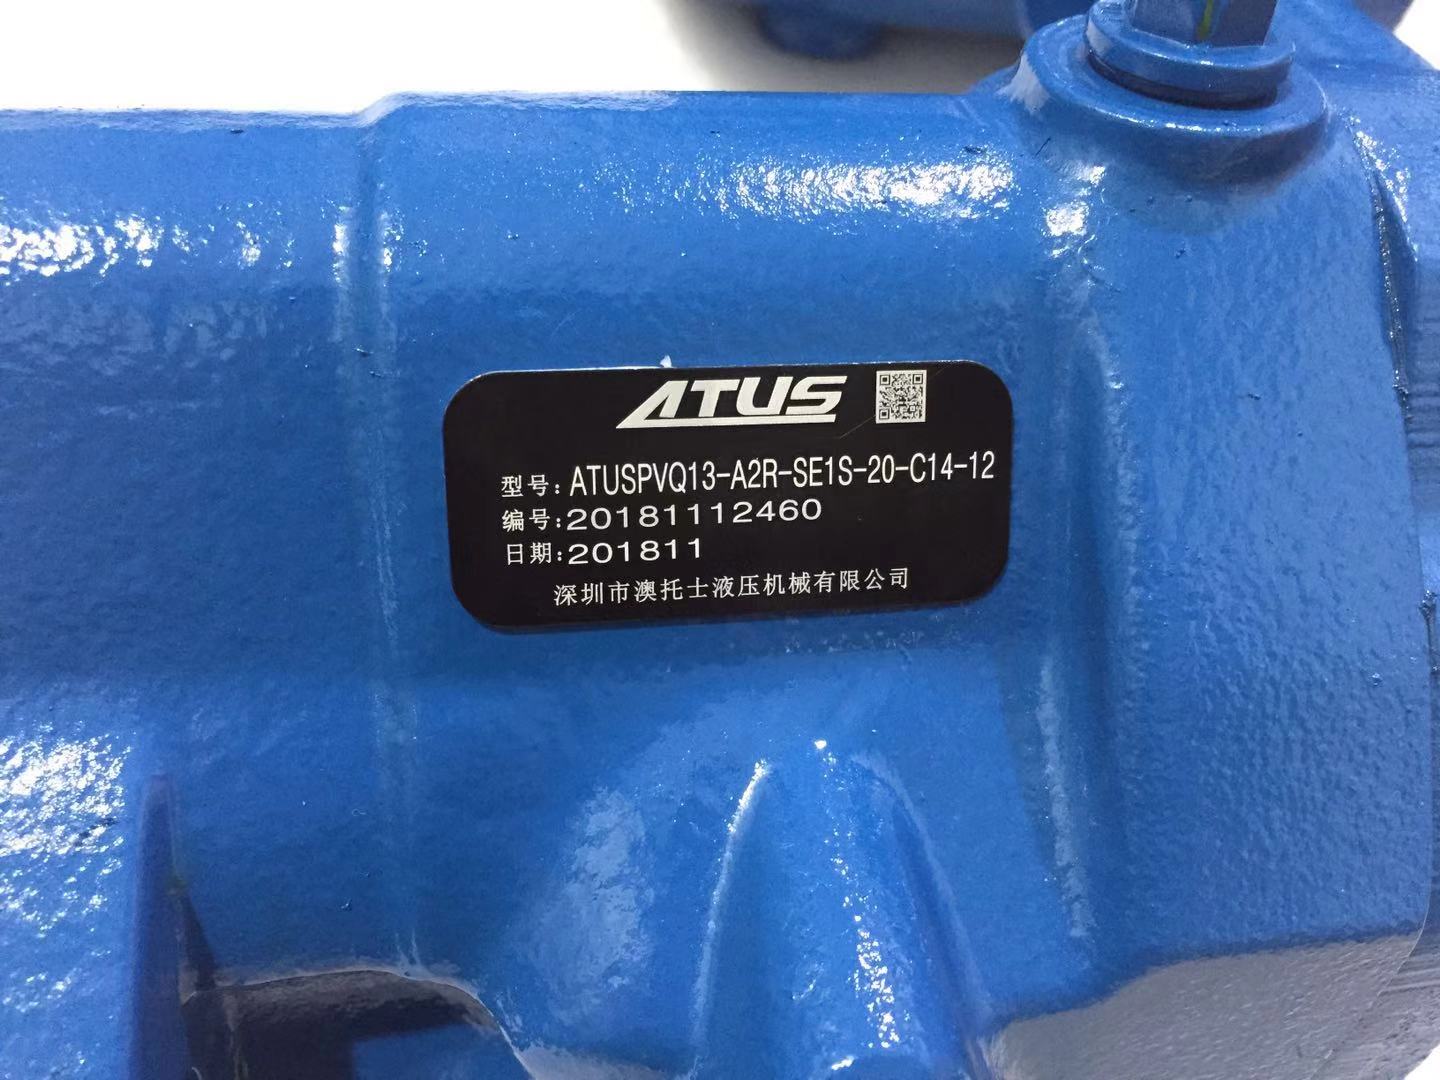 ATUS
型号: ATUSPVQ13-A2R-SE1S-20-C14-12
编号:20181112460
日期:201811
深圳市澳托士液压机械有限公司